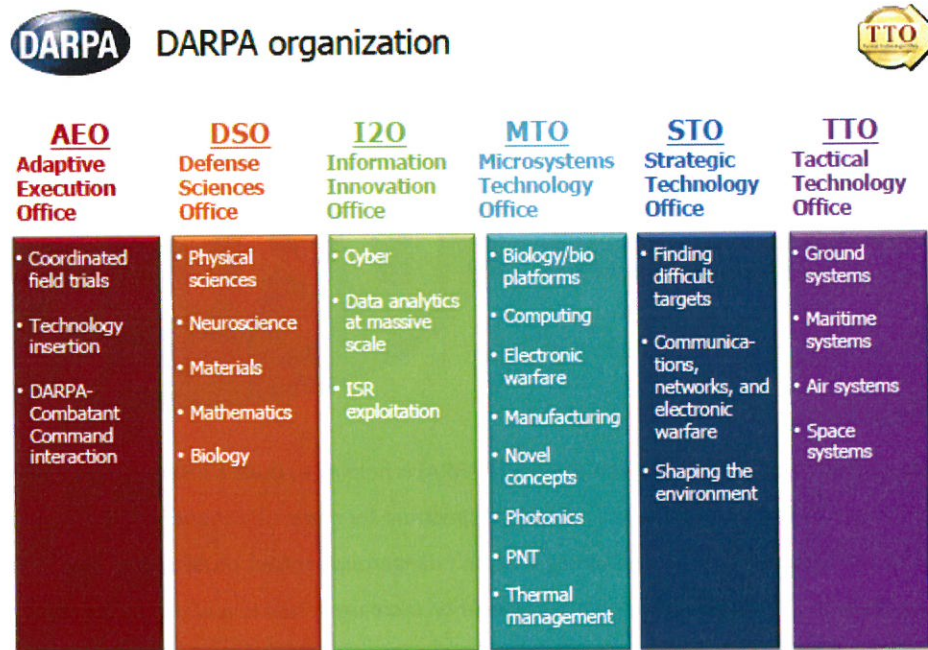 DARPA
DARPA organization
TTO
AEO
Adaptive
Execution
Office
• Coordinated
field trials
• Technology
insertion
• DARPA-
Combatant
Command
interaction
DSO
Defense
Sciences
Office
• Physical
sciences
• Neuroscience
• Materials
• Mathematics
• Biology
I2O
Information
Innovation
Office
• Cyber
• Data analytics
at massive
scale
• ISR
exploitation
MTO
Microsystems
Technology
Office
• Biology/bio
platforms
• Computing
• Electronic
warfare
• Manufacturing
• Novel
concepts
• Photonics
• PNT
• Thermal
management
STO
Strategic
Technology
Office
• Finding
difficult
targets
• Communica-
tions,
networks, and
electronic
warfare
• Shaping the
environment
TTO
Tactical
Technology
Office
• Ground
systems
• Maritime
systems
• Air systems
• Space
systems